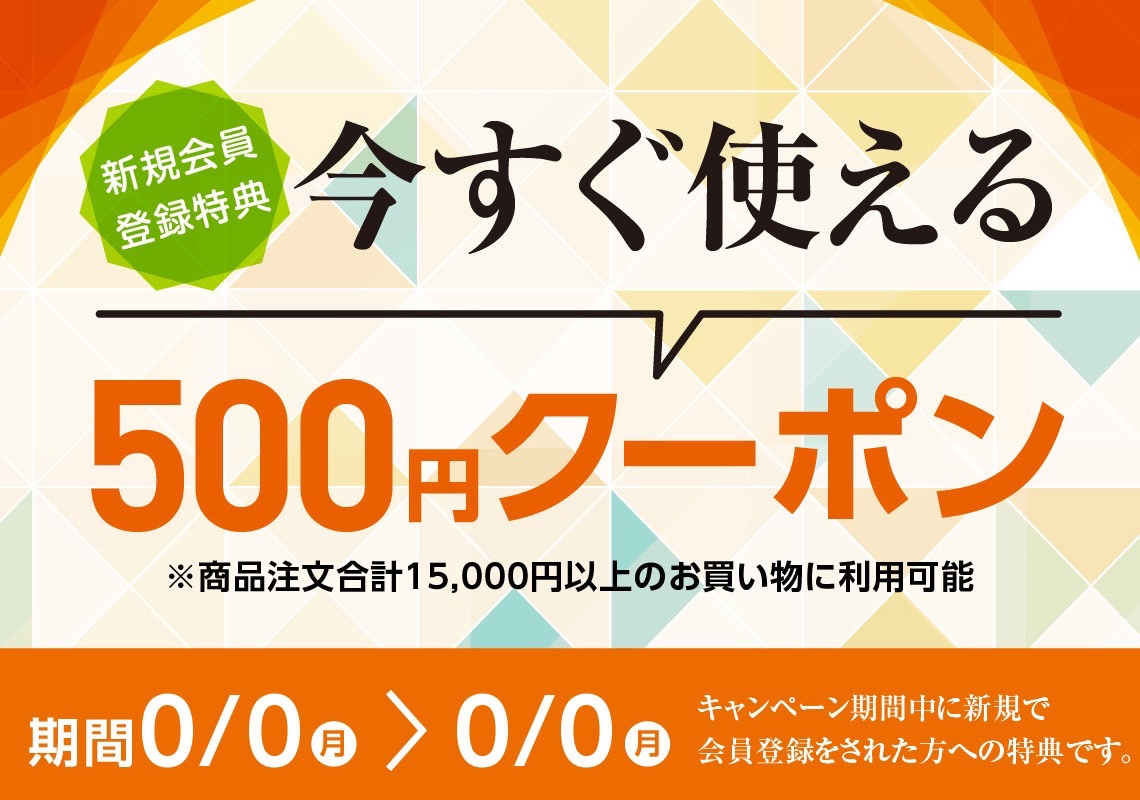 新規会員
登録特典
今すぐ使える
500円クーポン
※商品注文合計15,000円以上のお買い物に利用可能
期間0/0月〉0/0月
キャンペーン期間中に新規で
会員登録をされた方への特典です。